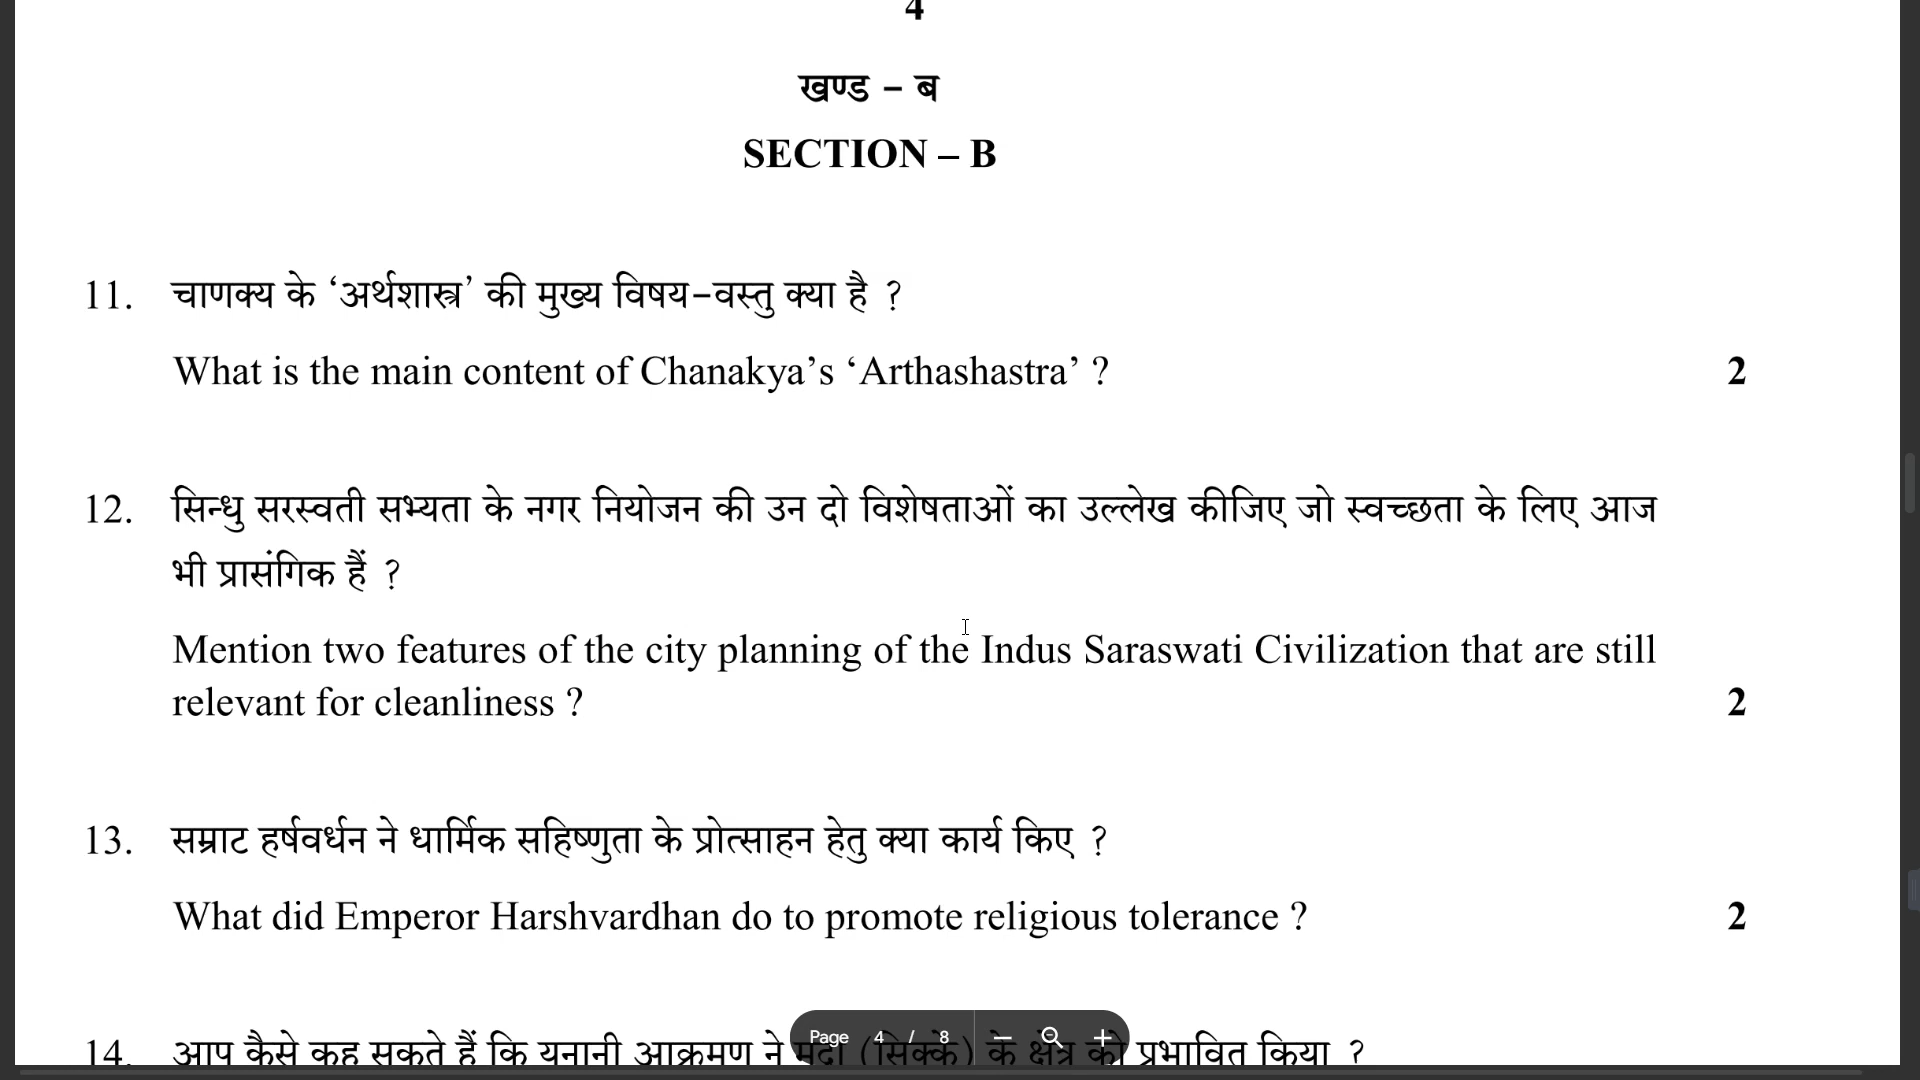 4
खण्ड – ब
SECTION – B
11. चाणक्य के ‘अर्थशास्त्र’ की मुख्य विषय-वस्तु क्या है ?
What is the main content of Chanakya’s ‘Arthashastra’ ? 2
12. सिन्धु सरस्वती सभ्यता के नगर नियोजन की उन दो विशेषताओं का उल्लेख कीजिए जो स्वच्छता के लिए आज
भी प्रासंगिक हैं ?
Mention two features of the city planning of the Indus Saraswati Civilization that are still
relevant for cleanliness ? 2
13. सम्राट हर्षवर्धन ने धार्मिक सहिष्णुता के प्रोत्साहन हेतु क्या कार्य किए ?
What did Emperor Harshvardhan do to promote religious tolerance ? 2
14. आप कैसे कह सकते हैं कि यूनानी आक्रमण ने मुद्रा (सिक्के) के क्षेत्र को प्रभावित किया ?
Page 4 / 8